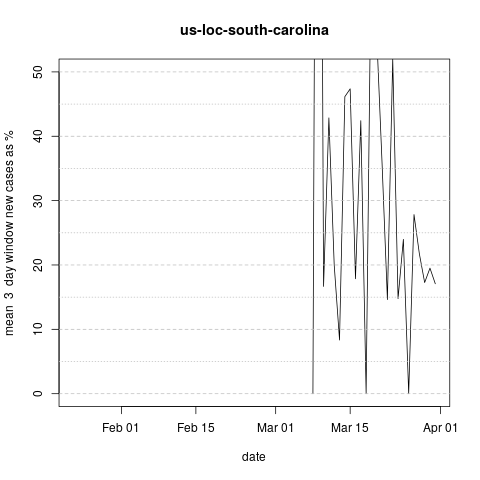 us-loc-south-carolina
mean 3 day window new cases as %
50
40
30
20
10
0
Feb 01 Feb 15 Mar 01 Mar 15 Apr 01
date